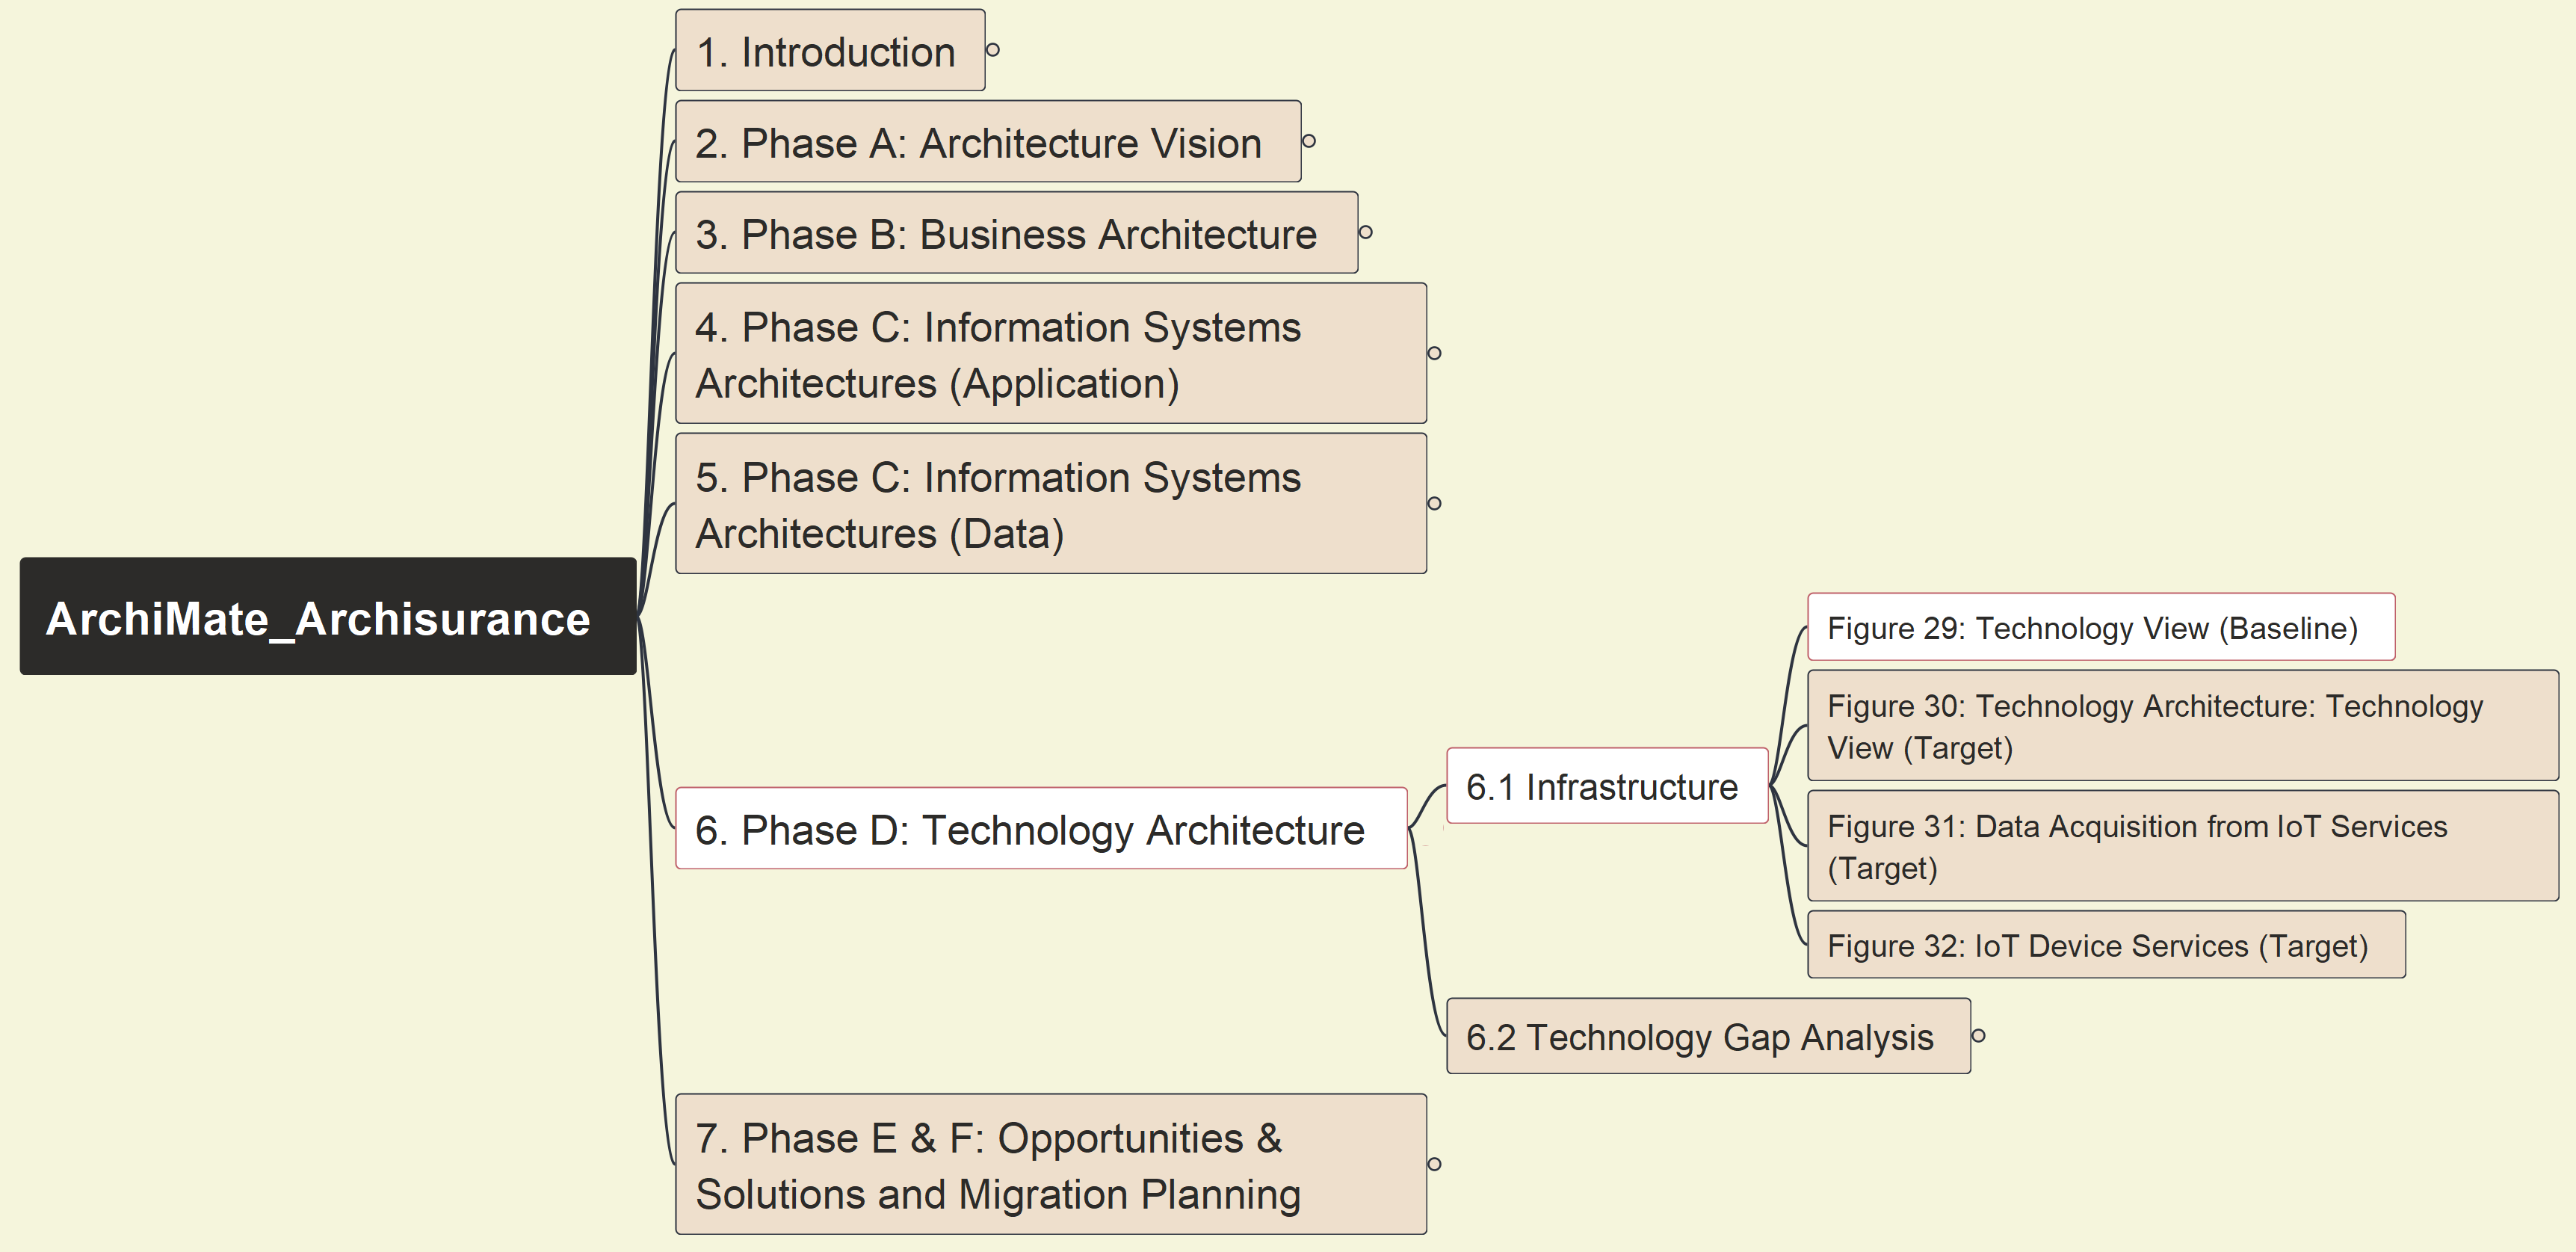 ArchiMate_Archisurance
1. Introduction
2. Phase A: Architecture Vision
3. Phase B: Business Architecture
4. Phase C: Information Systems
Architectures (Application)
5. Phase C: Information Systems
Architectures (Data)
6. Phase D: Technology Architecture
6.1 Infrastructure
Figure 29: Technology View (Baseline)
Figure 30: Technology Architecture: Technology
View (Target)
Figure 31: Data Acquisition from IoT Services
(Target)
Figure 32: IoT Device Services (Target)
6.2 Technology Gap Analysis
7. Phase E & F: Opportunities &
Solutions and Migration Planning